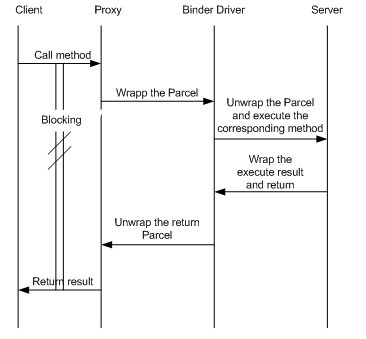 Client Proxy Binder Driver Server
Call method
Wrapp the Parcel
Unwrap the Parcel
and execute the
corresponding method
Blocking
Wrap the
execute result
and return
Unwrap the return
Parcel
Return result